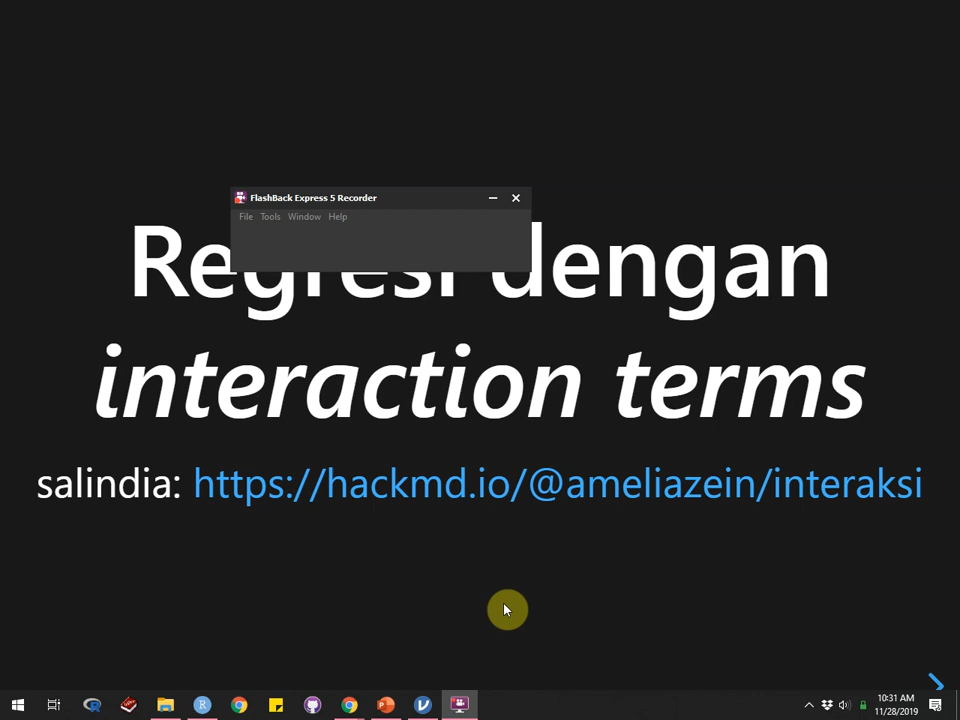 FlashBack Express 5 Recorder
File Tools Window Help
Regresi dengan
interaction terms
salindia: https://hackmd.io/@ameliazein/interaksi
10:31 AM
11/28/2019